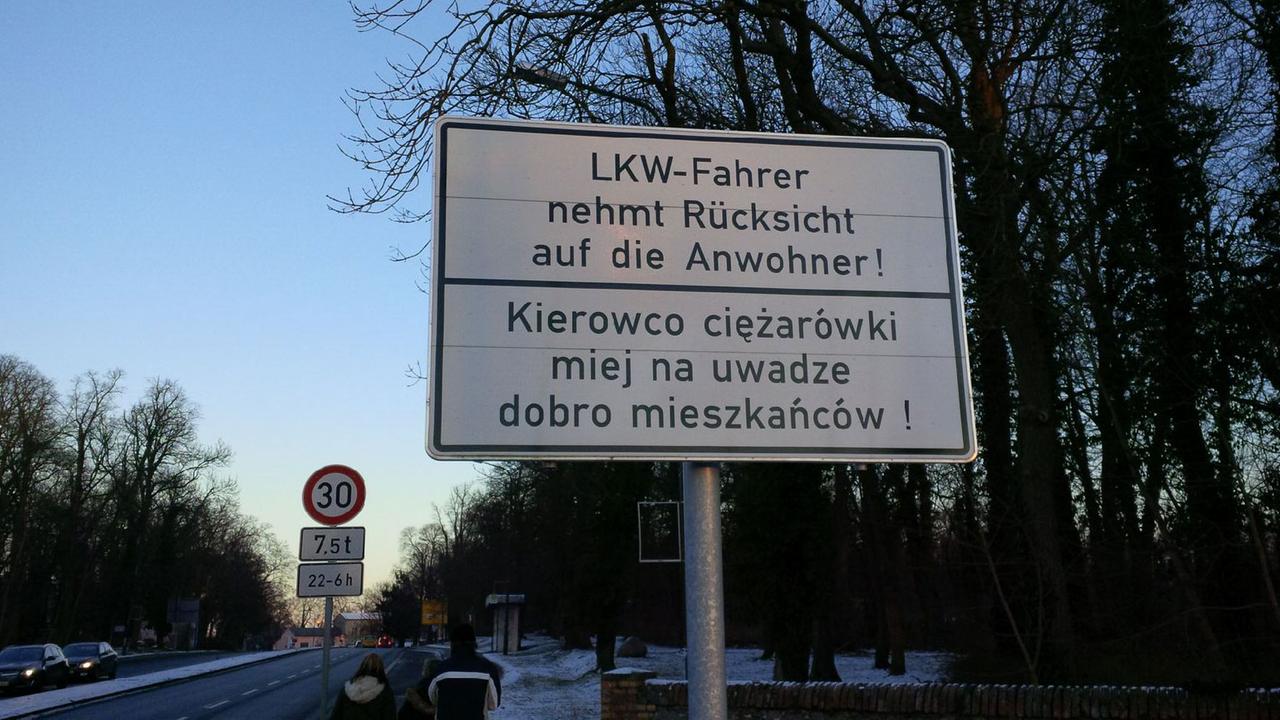 LKW-Fahrer
nehmt Rücksicht
auf die Anwohner!
Kierowco ciężarówki
miej na uwadze
dobro mieszkańców !
30
7,5t
22-6h